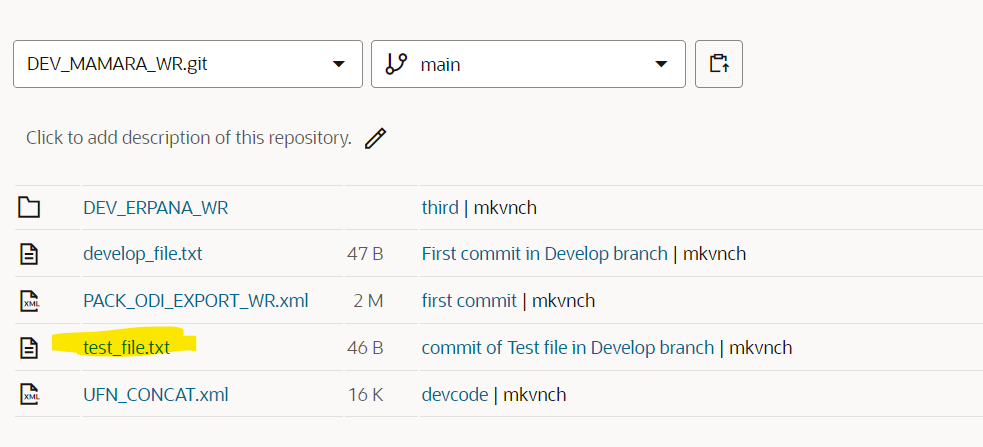 DEV_MAMARA_WR.git main
Click to add description of this repository.
DEV_ERPANA_WR third | mkvnch
develop_file.txt 47 B First commit in Develop branch | mkvnch
XML PACK_ODI_EXPORT_WR.xml 2 M first commit | mkvnch
test_file.txt 46 B commit of Test file in Develop branch | mkvnch
XML UFN_CONCAT.xml 16 K devcode | mkvnch